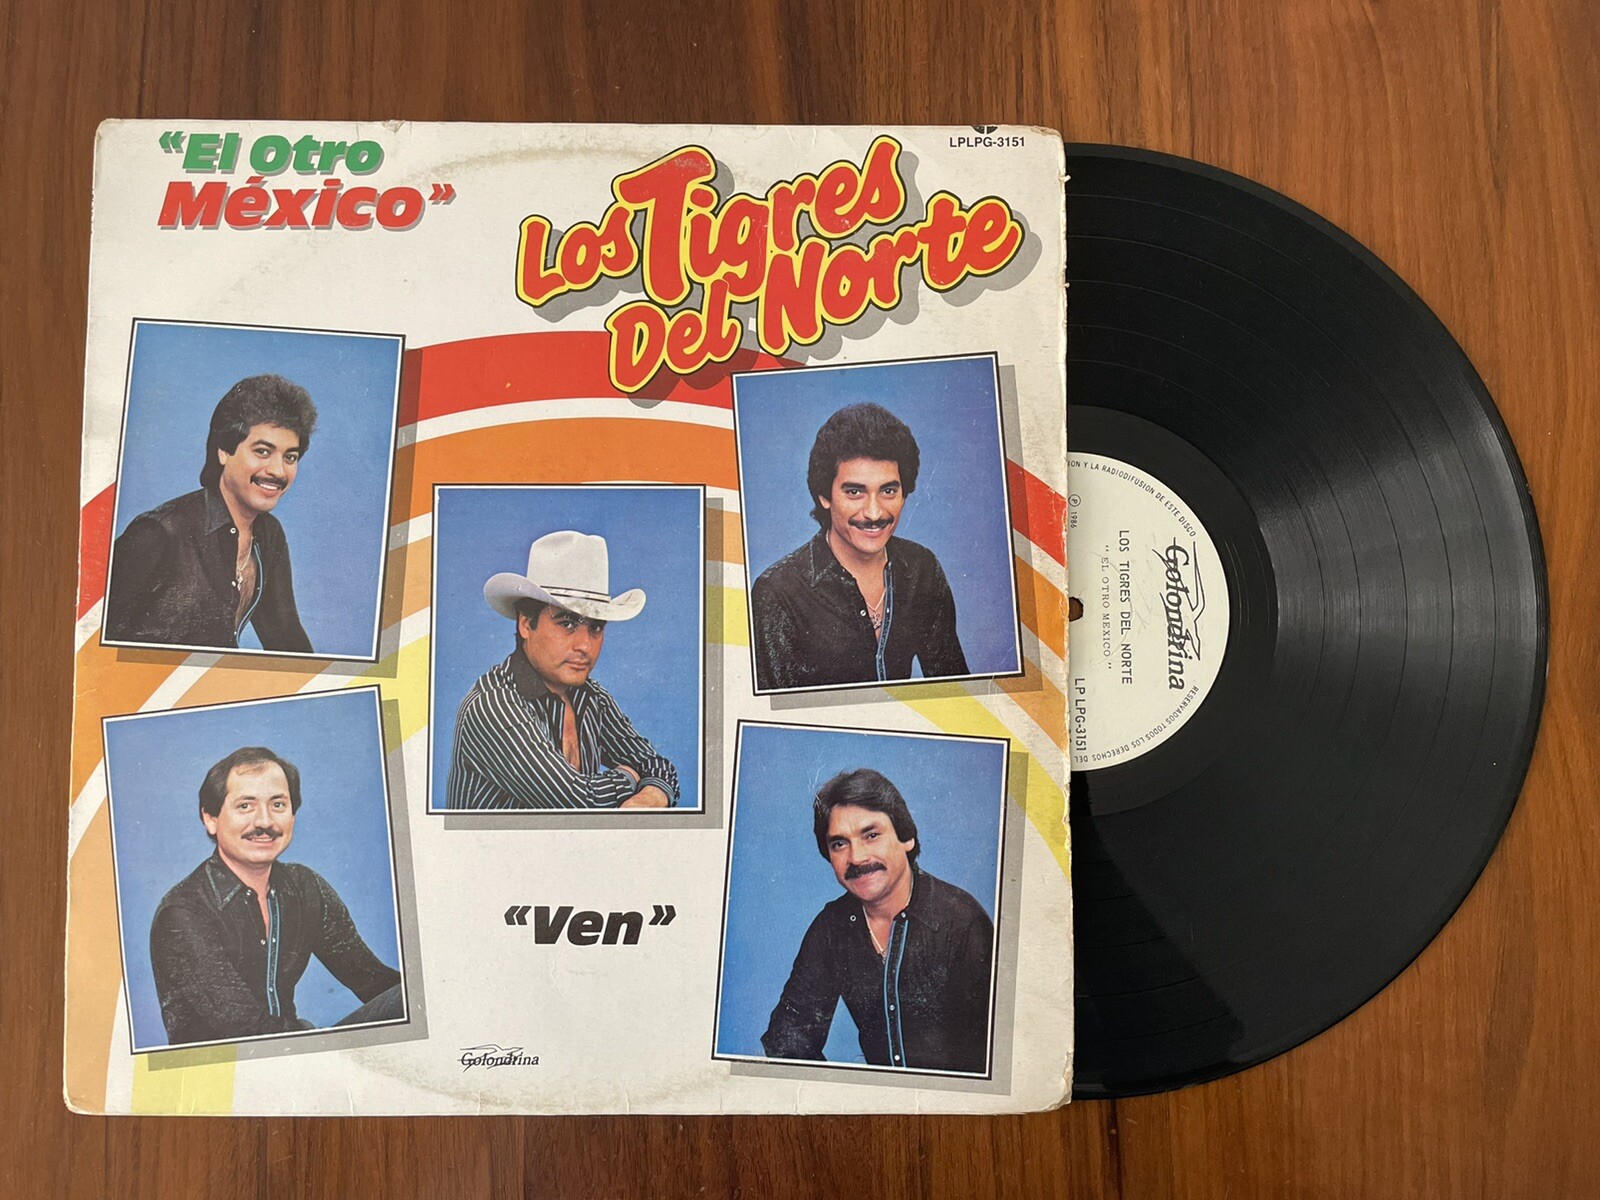 “El Otro
México”
Los Tigres
Del Norte
LPLPG-3151
“Ven”
Golondrina
ION Y LA RADIODIFUSION DE ESTE DISCO
Ⓟ 1986
Golondrina
LOS TIGRES DEL NORTE
“EL OTRO MEXICO”
LP LPG-3151
RESERVADOS TODOS LOS DERECHOS DEL